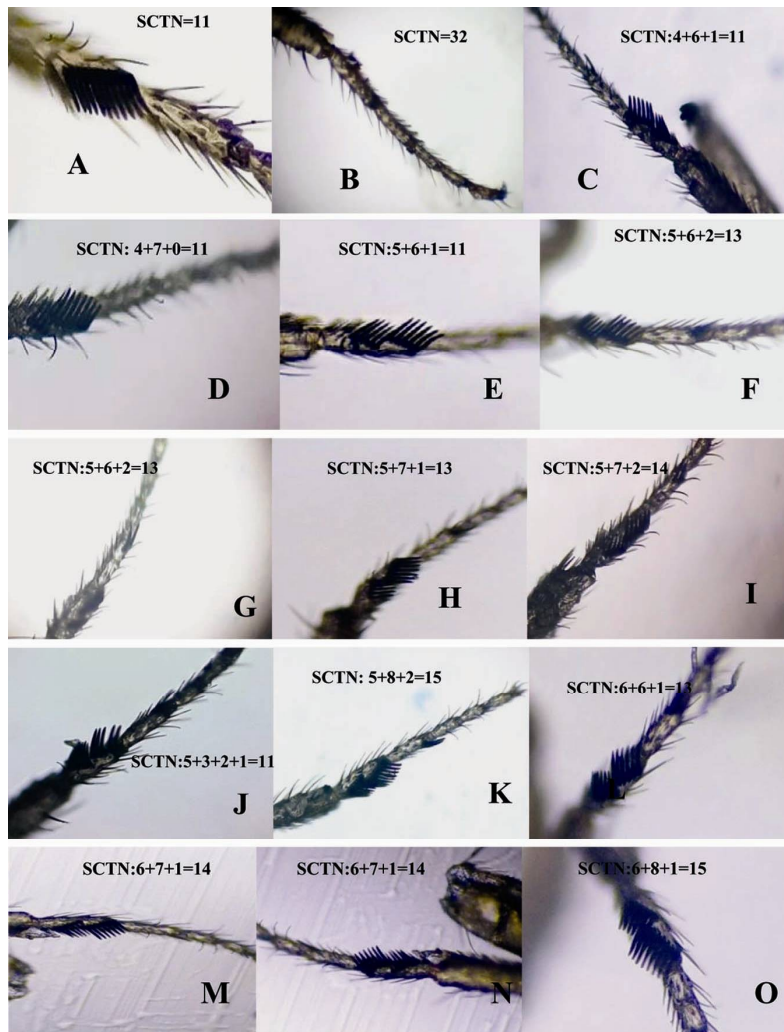 SCTN=11
A
SCTN=32
B
SCTN:4+6+1=11
C
SCTN: 4+7+0=11
D
SCTN:5+6+1=11
E
SCTN:5+6+2=13
F
SCTN:5+6+2=13
G
SCTN:5+7+1=13
H
SCTN:5+7+2=14
I
SCTN:5+3+2+1=11
J
SCTN: 5+8+2=15
K
SCTN:6+6+1=13
L
SCTN:6+7+1=14
M
SCTN:6+7+1=14
N
SCTN:6+8+1=15
O